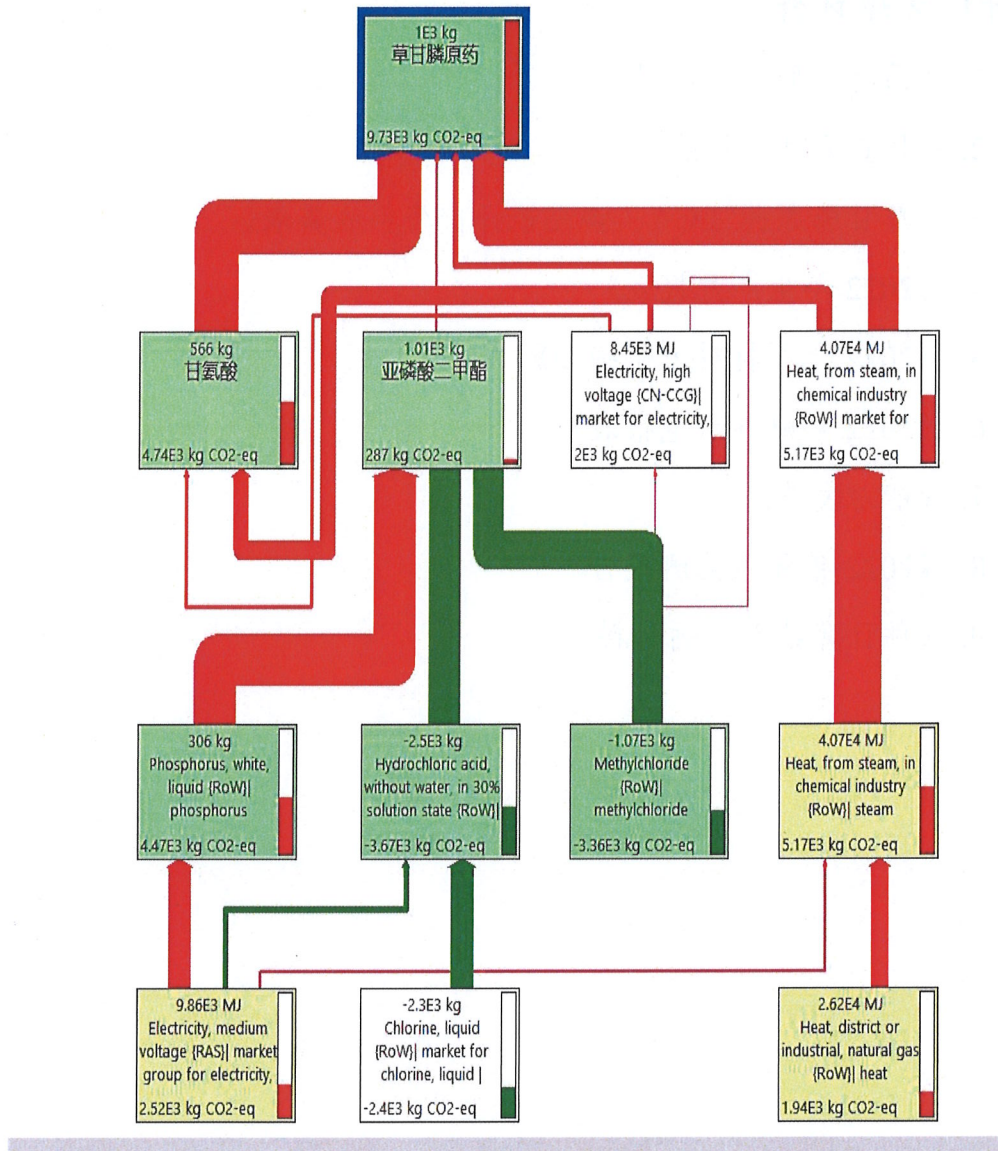 1E3 kg
草甘膦原药
9.73E3 kg CO2-eq
566 kg
甘氨酸
4.74E3 kg CO2-eq
1.01E3 kg
亚磷酸二甲酯
287 kg CO2-eq
8.45E3 MJ
Electricity, high
voltage {CN-CCG}|
market for electricity,
2E3 kg CO2-eq
4.07E4 MJ
Heat, from steam, in
chemical industry
{RoW}| market for
5.17E3 kg CO2-eq
306 kg
Phosphorus, white,
liquid {RoW}|
phosphorus
4.47E3 kg CO2-eq
-2.5E3 kg
Hydrochloric acid,
without water, in 30%
solution state {RoW}|
-3.67E3 kg CO2-eq
-1.07E3 kg
Methylchloride
{RoW}|
methylchloride
-3.36E3 kg CO2-eq
4.07E4 MJ
Heat, from steam, in
chemical industry
{RoW}| steam
5.17E3 kg CO2-eq
9.86E3 MJ
Electricity, medium
voltage {RAS}| market
group for electricity,
2.52E3 kg CO2-eq
-2.3E3 kg
Chlorine, liquid
{RoW}| market for
chlorine, liquid |
-2.4E3 kg CO2-eq
2.62E4 MJ
Heat, district or
industrial, natural gas
{RoW}| heat
1.94E3 kg CO2-eq